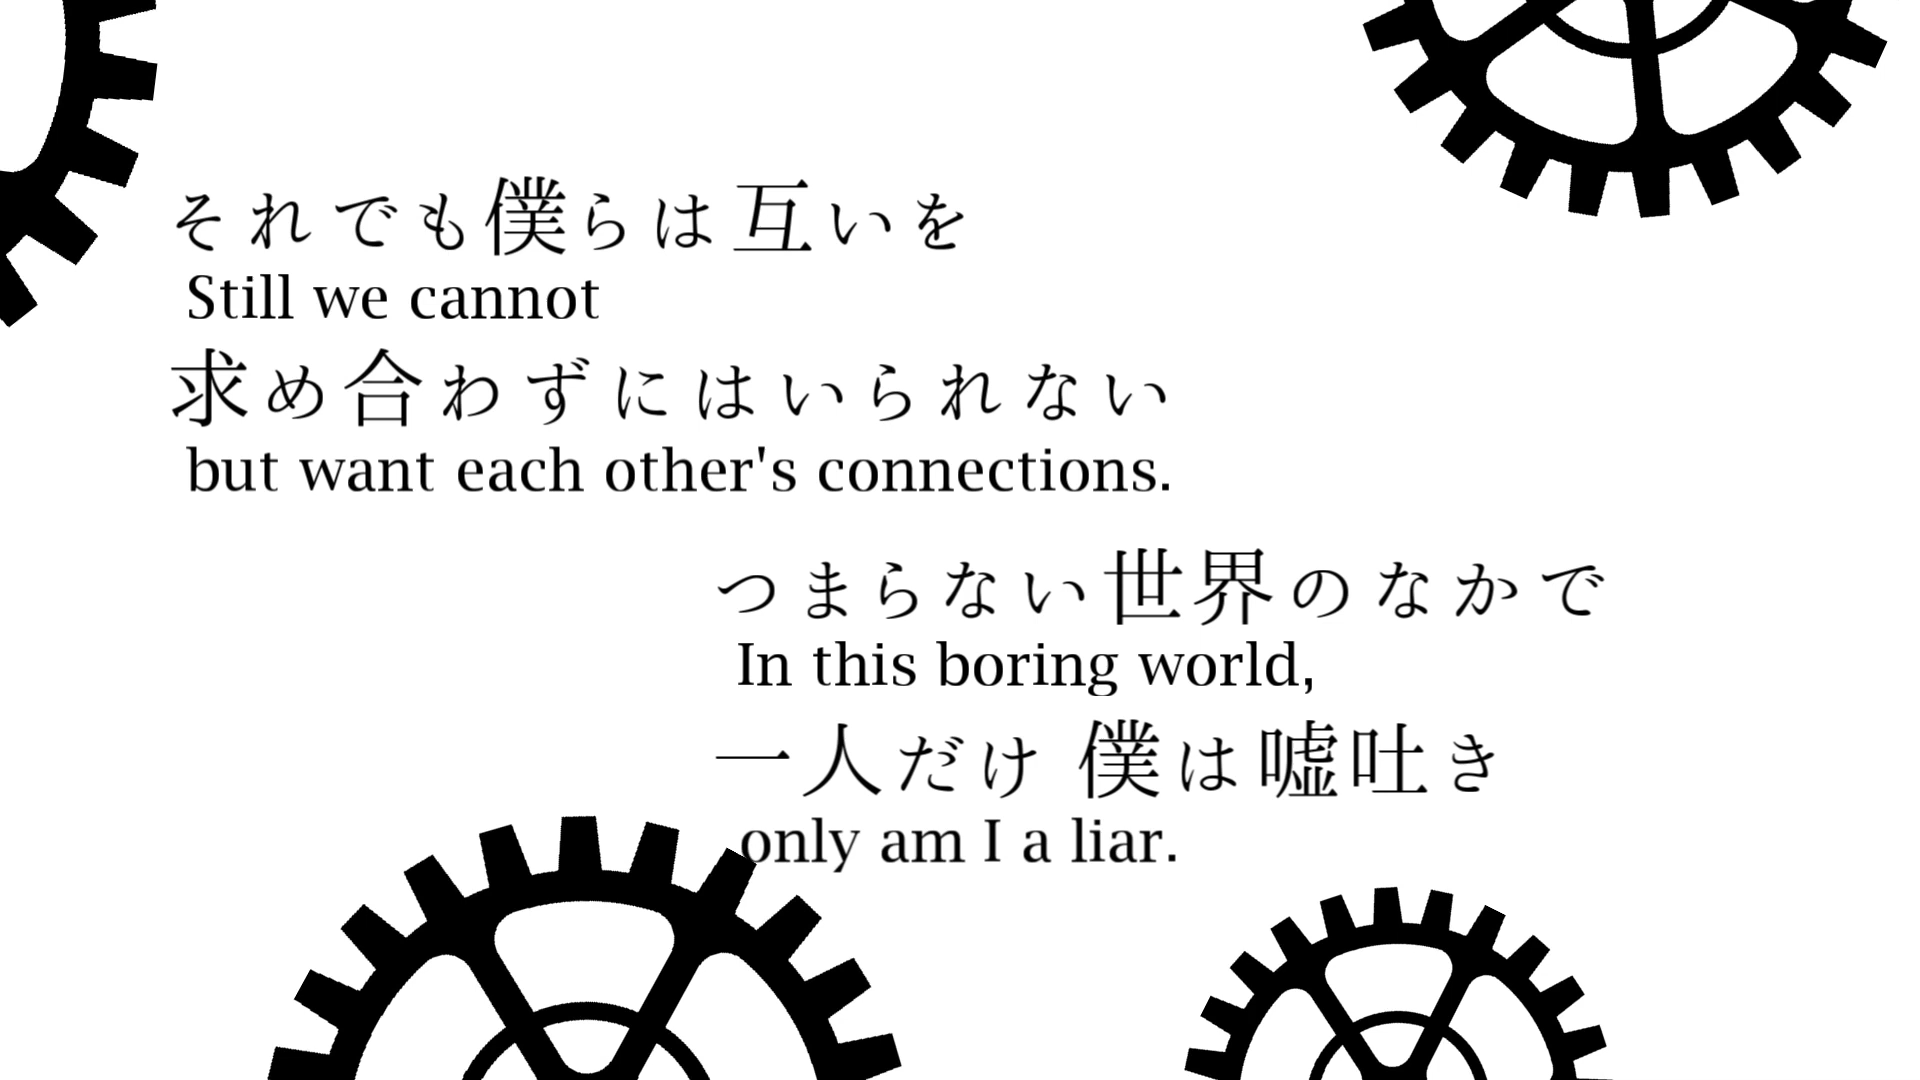 それでも僕らは互いを
Still we cannot
求め合わずにはいられない
but want each other's connections.
つまらない世界のなかで
In this boring world,
一人だけ 僕は嘘吐き
only am I a liar.